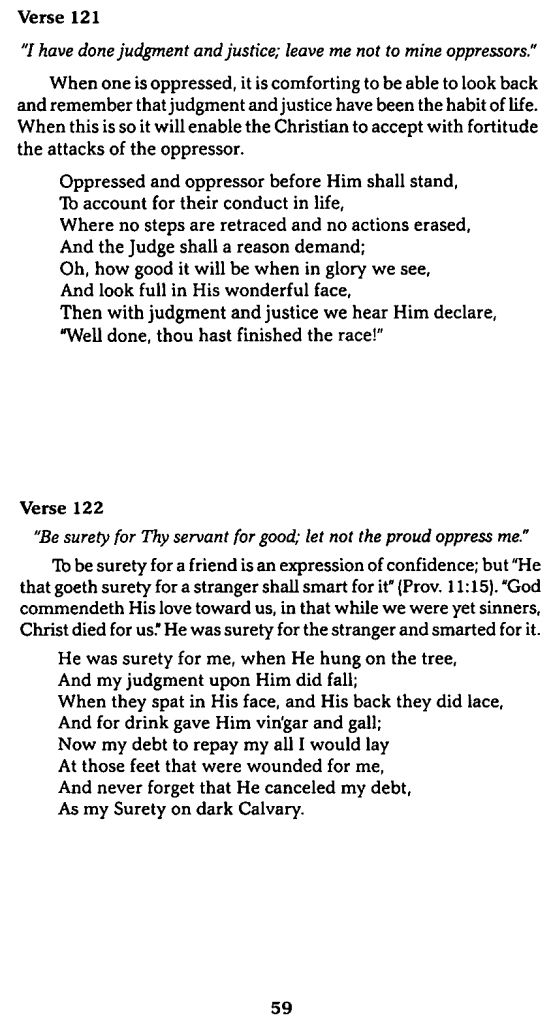 Verse 121
"I have done judgment and justice; leave me not to mine oppressors."
When one is oppressed, it is comforting to be able to look back
and remember that judgment and justice have been the habit of life.
When this is so it will enable the Christian to accept with fortitude
the attacks of the oppressor.
Oppressed and oppressor before Him shall stand,
To account for their conduct in life,
Where no steps are retraced and no actions erased,
And the Judge shall a reason demand;
Oh, how good it will be when in glory we see,
And look full in His wonderful face,
Then with judgment and justice we hear Him declare,
"Well done, thou hast finished the race!"
Verse 122
"Be surety for Thy servant for good; let not the proud oppress me."
To be surety for a friend is an expression of confidence; but "He
that goeth surety for a stranger shall smart for it" (Prov. 11:15). "God
commendeth His love toward us, in that while we were yet sinners,
Christ died for us." He was surety for the stranger and smarted for it.
He was surety for me, when He hung on the tree,
And my judgment upon Him did fall;
When they spat in His face, and His back they did lace,
And for drink gave Him vin'gar and gall;
Now my debt to repay my all I would lay
At those feet that were wounded for me,
And never forget that He canceled my debt,
As my Surety on dark Calvary.
59